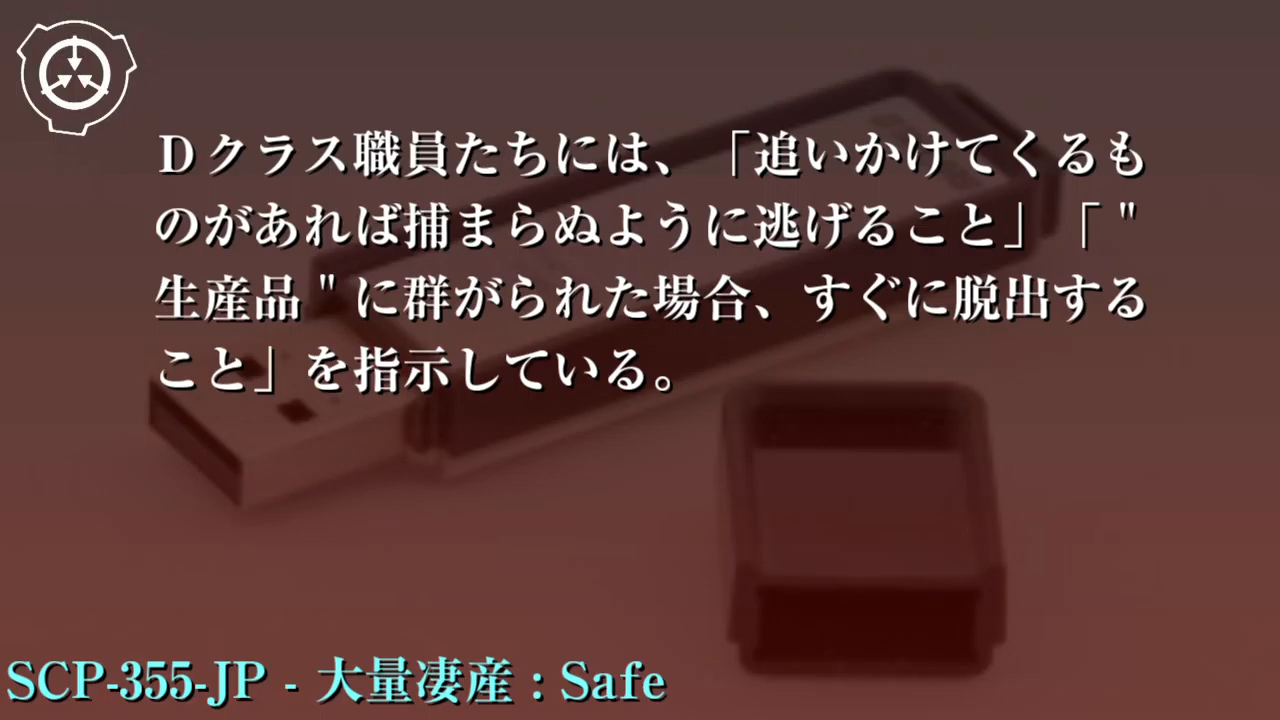 Ｄクラス職員たちには、「追いかけてくるも
のがあれば捕まらぬように逃げること」「"
生産品"に群がられた場合、すぐに脱出する
こと」を指示している。
SCP-355-JP - 大量凄産 : Safe